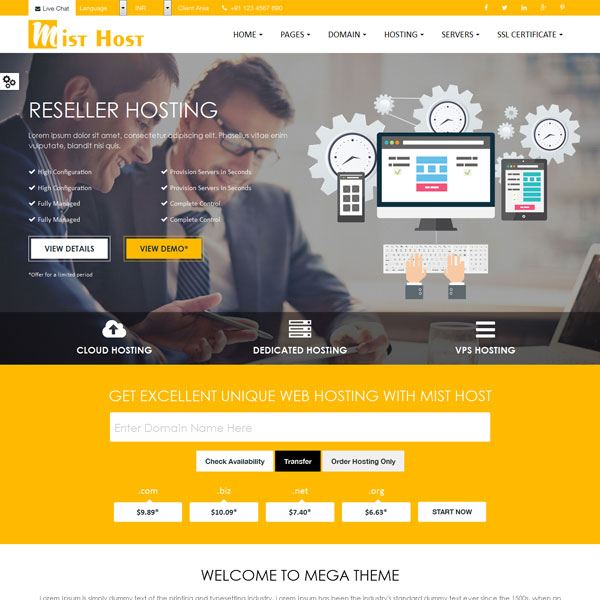 Live Chat Language INR Client Area +91 123 4567 890
Mist Host
HOME PAGES DOMAIN HOSTING SERVERS SSL CERTIFICATE
RESELLER HOSTING
Lorem ipsum dolor sit amet, consectetur adipiscing elit. Phasellus vitae enim
vulputate, blandit nisi quis.
High Configuration Provision Servers in Seconds
High Configuration Provision Servers in Seconds
Fully Managed Complete Control
Fully Managed Complete Control
VIEW DETAILS VIEW DEMO*
*Offer for a limited period
CLOUD HOSTING DEDICATED HOSTING VPS HOSTING
GET EXCELLENT UNIQUE WEB HOSTING WITH MIST HOST
Enter Domain Name Here
Check Availability Transfer Order Hosting Only
.com .biz .net .org
$9.89* $10.09* $7.40* $6.63* START NOW
WELCOME TO MEGA THEME
Lorem Ipsum is simply dummy text of the printing and typesetting industry. Lorem Ipsum has been the industry's standard dummy text ever since the 1500s, when an